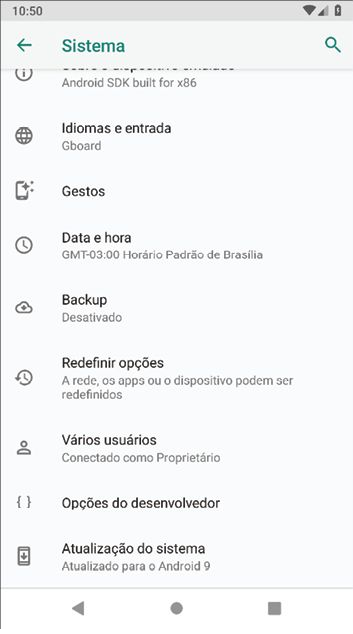 10:50
Sistema
Android SDK built for x86
Idiomas e entrada
Gboard
Gestos
Data e hora
GMT-03:00 Horário Padrão de Brasília
Backup
Desativado
Redefinir opções
A rede, os apps ou o dispositivo podem ser
redefinidos
Vários usuários
Conectado como Proprietário
Opções do desenvolvedor
Atualização do sistema
Atualizado para o Android 9